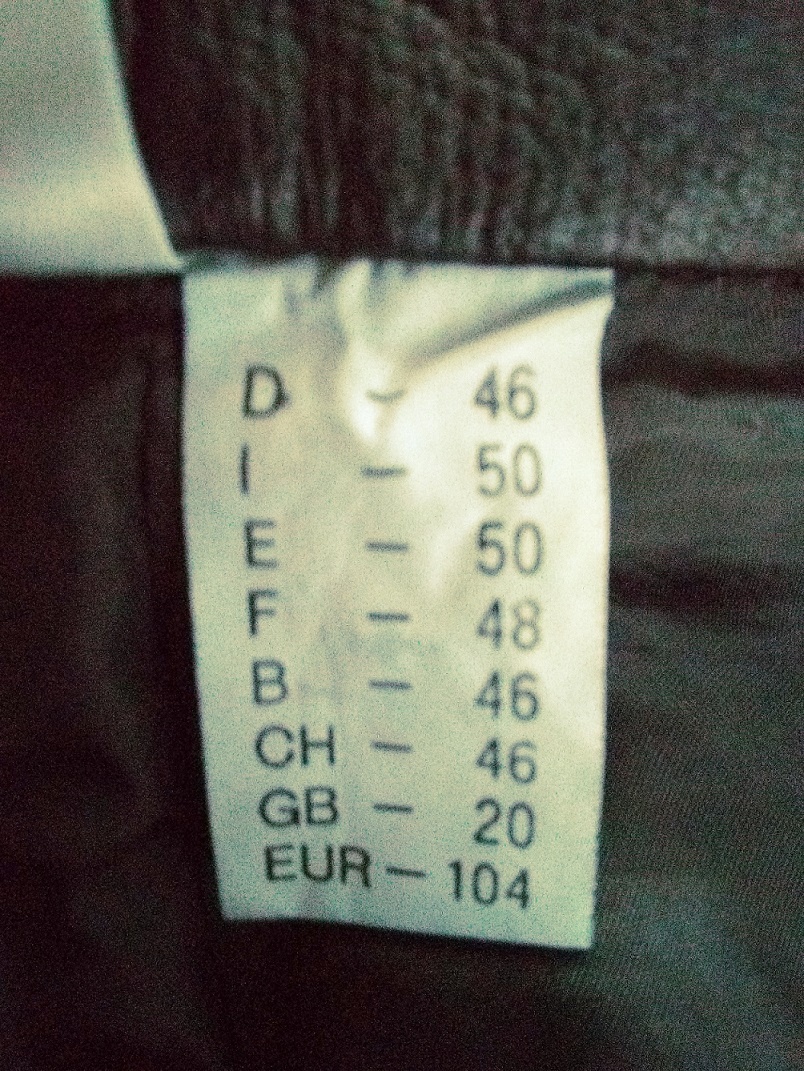 D - 46
I - 50
E - 50
F - 48
B - 46
CH - 46
GB - 20
EUR - 104